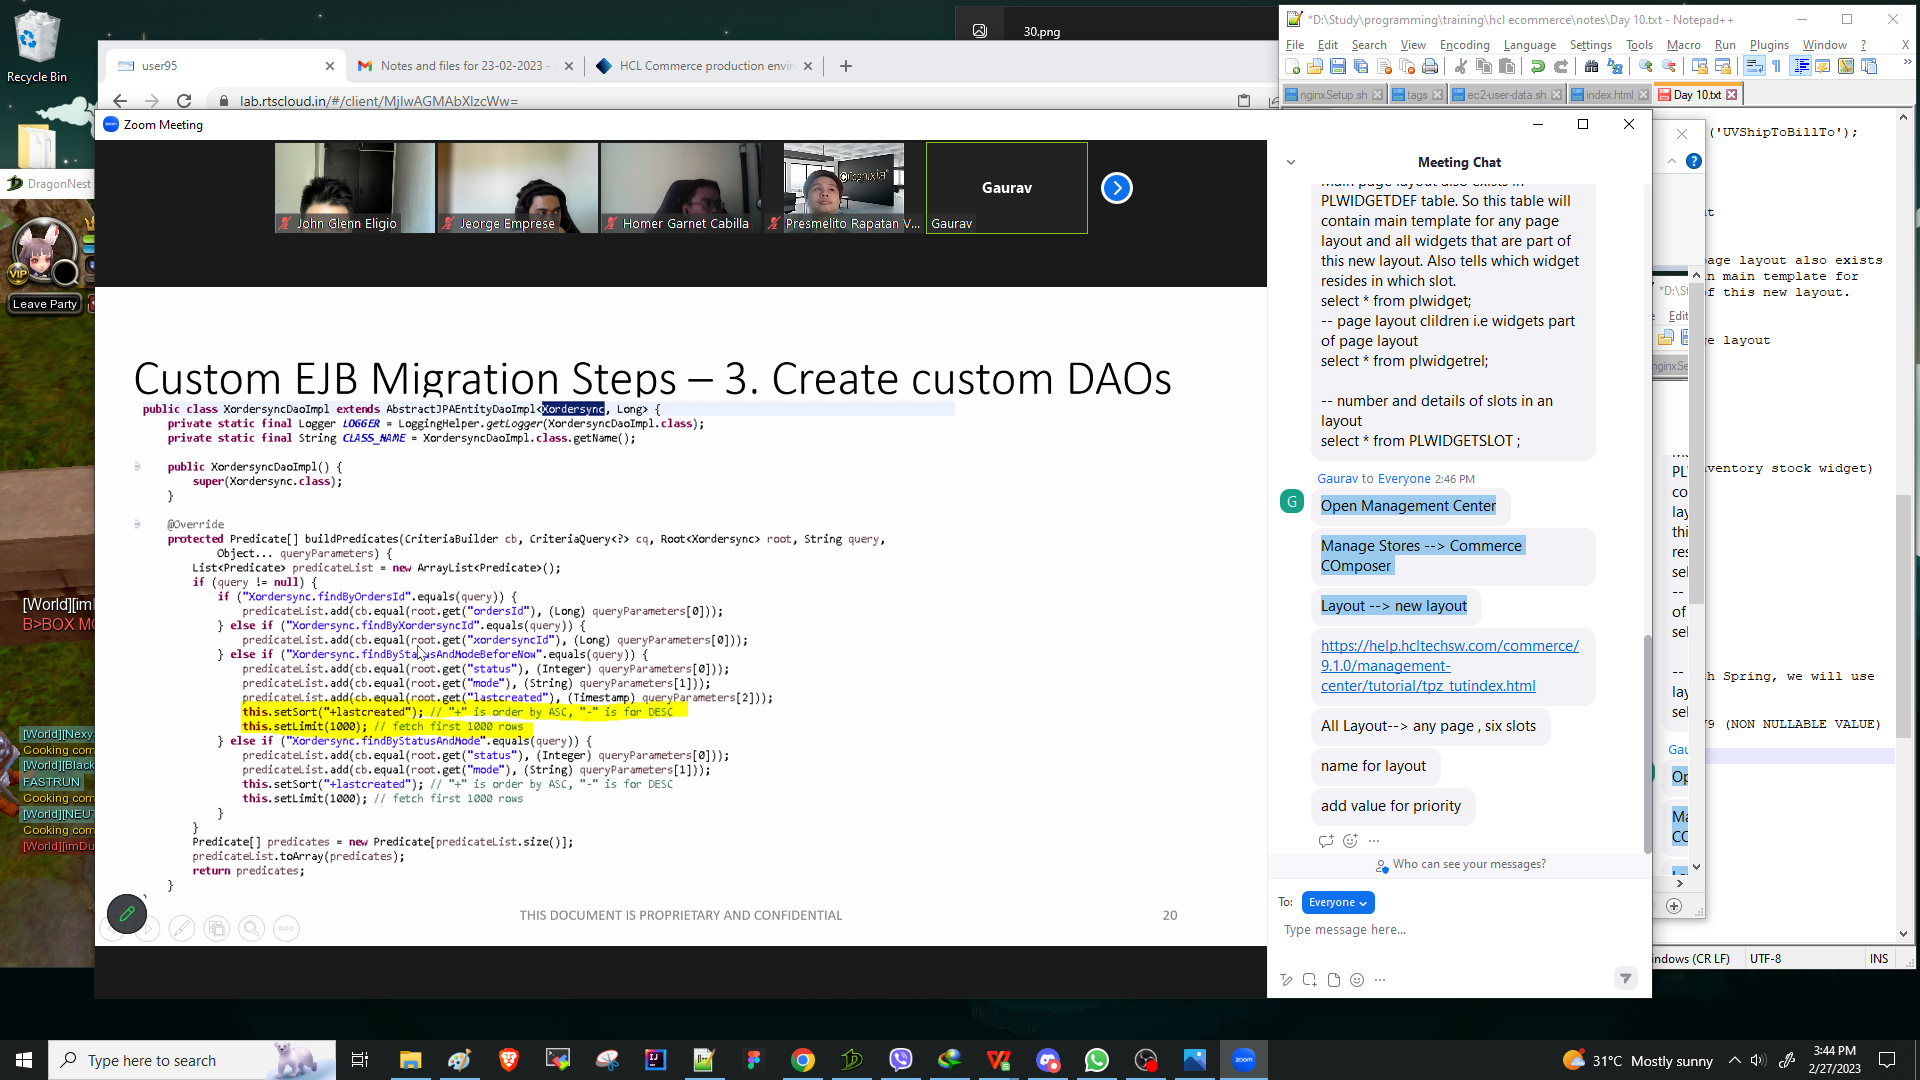 Recycle Bin
30.png
user95
Notes and files for 23-02-2023 -
HCL Commerce production envir
lab.rtscloud.in/#/client/MjIwAGMAbXlzcWw=
*D:\Study\programming\training\hcl ecommerce\notes\Day 10.txt - Notepad++
File Edit Search View Encoding Language Settings Tools Macro Run Plugins Window ? X
nginxSetup.sh tags ec2-user-data.sh index.html Day 10.txt
('UVShipToBillTo');
age layout also exists
n main template for
f this new layout.
ge layout
ventory stock widget)
h Spring, we will use
79 (NON NULLABLE VALUE)
ndows (CR LF) UTF-8 INS
Zoom Meeting
John Glenn Eligio
Jeorge Emprese
Homer Garnet Cabilla
Presmelito Rapatan V...
Gaurav
Gaurav
Custom EJB Migration Steps – 3. Create custom DAOs
public class XordersyncDaoImpl extends AbstractJPAEntityDaoImpl<Xordersync, Long> {
private static final Logger LOGGER = LoggingHelper.getLogger(XordersyncDaoImpl.class);
private static final String CLASS_NAME = XordersyncDaoImpl.class.getName();
public XordersyncDaoImpl() {
super(Xordersync.class);
}
@Override
protected Predicate[] buildPredicates(CriteriaBuilder cb, CriteriaQuery<?> cq, Root<Xordersync> root, String query,
Object... queryParameters) {
List<Predicate> predicateList = new ArrayList<Predicate>();
if (query != null) {
if ("Xordersync.findByOrdersId".equals(query)) {
predicateList.add(cb.equal(root.get("ordersId"), (Long) queryParameters[0]));
} else if ("Xordersync.findByXordersyncId".equals(query)) {
predicateList.add(cb.equal(root.get("xordersyncId"), (Long) queryParameters[0]));
} else if ("Xordersync.findByStatusAndModeBeforeNow".equals(query)) {
predicateList.add(cb.equal(root.get("status"), (Integer) queryParameters[0]));
predicateList.add(cb.equal(root.get("mode"), (String) queryParameters[1]));
predicateList.add(cb.equal(root.get("lastcreated"), (Timestamp) queryParameters[2]));
this.setSort("+lastcreated"); // "+" is order by ASC, "-" is for DESC
this.setLimit(1000); // fetch first 1000 rows
} else if ("Xordersync.findByStatusAndMode".equals(query)) {
predicateList.add(cb.equal(root.get("status"), (Integer) queryParameters[0]));
predicateList.add(cb.equal(root.get("mode"), (String) queryParameters[1]));
this.setSort("+lastcreated"); // "+" is order by ASC, "-" is for DESC
this.setLimit(1000); // fetch first 1000 rows
}
}
Predicate[] predicates = new Predicate[predicateList.size()];
predicateList.toArray(predicates);
return predicates;
}
THIS DOCUMENT IS PROPRIETARY AND CONFIDENTIAL
20
Meeting Chat
Main page layout also exists in
PLWIDGETDEF table. So this table will
contain main template for any page
layout and all widgets that are part of
this new layout. Also tells which widget
resides in which slot.
select * from plwidget;
-- page layout clildren i.e widgets part
of page layout
select * from plwidgetrel;
-- number and details of slots in an
layout
select * from PLWIDGETSLOT ;
Gaurav to Everyone 2:46 PM
G
Open Management Center
Manage Stores --> Commerce
COmposer
Layout --> new layout
https://help.hcltechsw.com/commerce/
9.1.0/management-
center/tutorial/tpz_tutindex.html
All Layout--> any page , six slots
name for layout
add value for priority
Who can see your messages?
To: Everyone
Type message here...
DragonNest
VIP
Leave Party
[World][im
B>BOX MO
[World][Nexy
Cooking com
[World][Black
FASTRUN
Cooking com
[World][NEUT
Cooking com
[World][imDu
Type here to search
zoom
31°C Mostly sunny
3:44 PM
2/27/2023